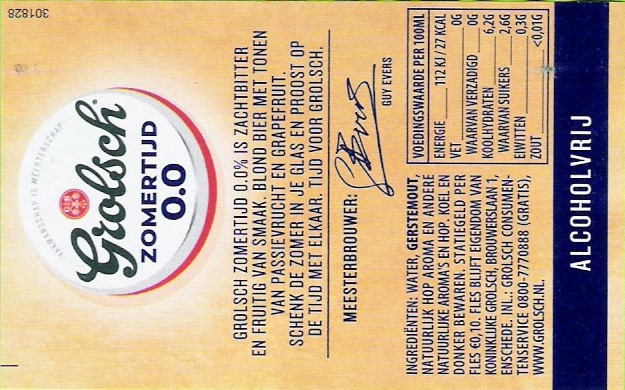 301828
VAKMANSCHAP IS MEESTERSCHAP
Grolsch
ZOMERTIJD
0.0
GROLSCH ZOMERTIJD 0.0% IS ZACHTBITTER
EN FRUITIG VAN SMAAK. BLOND BIER MET TONEN
VAN PASSIEVRUCHT EN GRAPEFRUIT.
SCHENK DE ZOMER IN JE GLAS EN PROOST OP
DE TIJD MET ELKAAR. TIJD VOOR GROLSCH.
MEESTERBROUWER:
GUY EVERS
INGREDIËNTEN: WATER, GERSTEMOUT,
NATUURLIJK HOP AROMA EN ANDERE
NATUURLIJKE AROMA'S EN HOP. KOEL EN
DONKER BEWAREN. STATIEGELD PER
FLES €0,10. FLES BLIJFT EIGENDOM VAN
KONINKLIJKE GROLSCH, BROUWERSLAAN 1,
ENSCHEDE. INL.: GROLSCH CONSUMEN-
TENSERVICE 0800-7770888 (GRATIS),
WWW.GROLSCH.NL.
VOEDINGSWAARDE PER 100ML
ENERGIE 112 KJ / 27 KCAL
VET 0G
WAARVAN VERZADIGD 0G
KOOLHYDRATEN 6,2G
WAARVAN SUIKERS 2,6G
EIWITTEN 0,3G
ZOUT <0,01G
ALCOHOLVRIJ